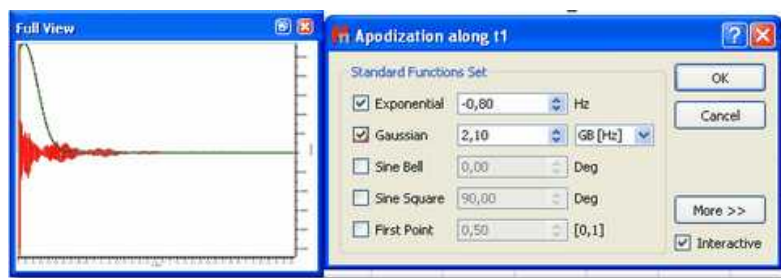 Full View
Apodization along t1
Standard Functions Set
Exponential -0,80 Hz
Gaussian 2,10 GB [Hz]
Sine Bell 0,00 Deg
Sine Square 90,00 Deg
First Point 0,50 [0,1]
OK
Cancel
More >>
Interactive